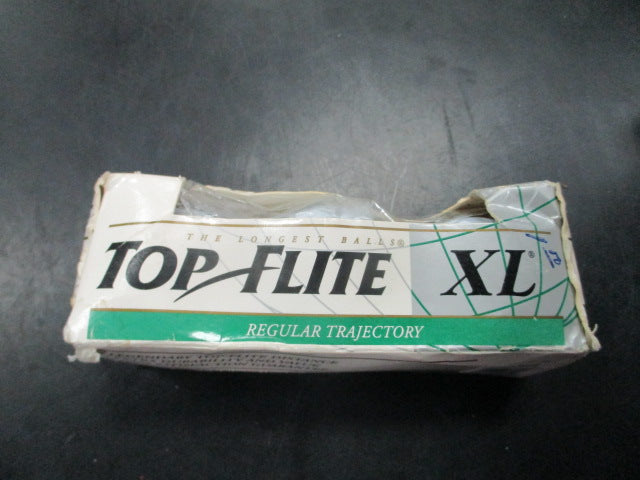 THE LONGEST BALLS®
TOP FLITE XL®
REGULAR TRAJECTORY